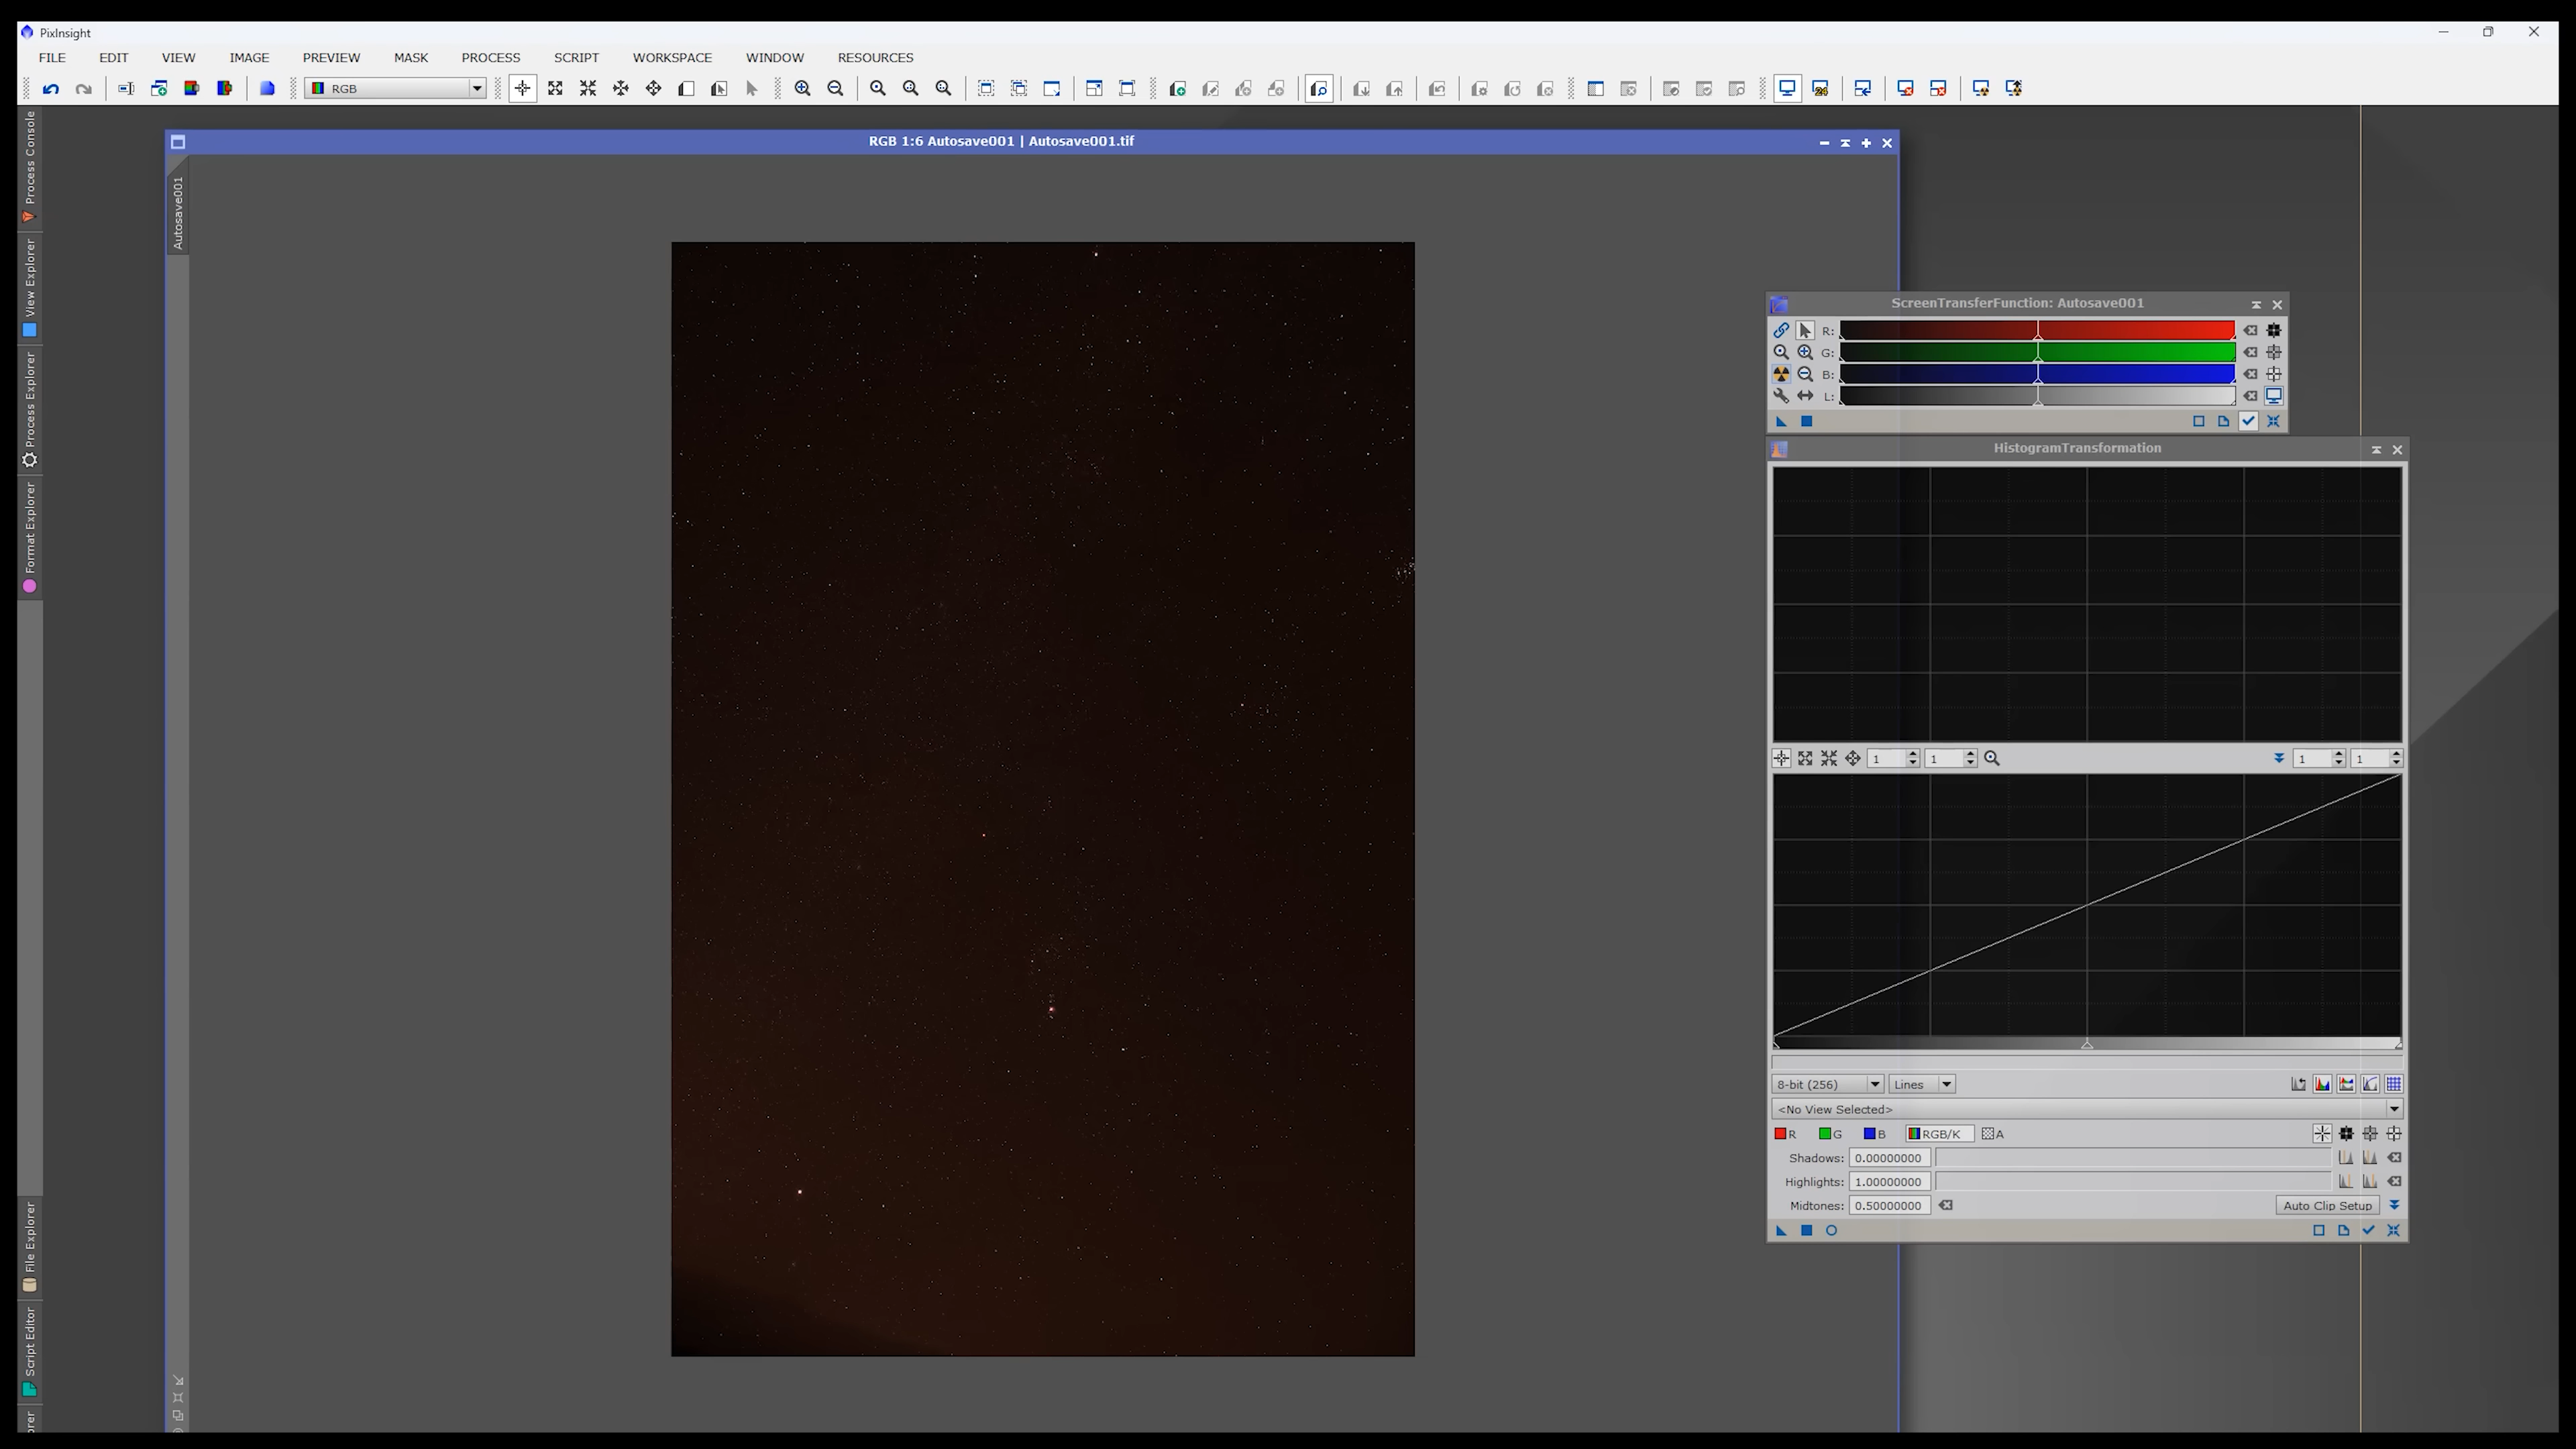 PixInsight
FILE EDIT VIEW IMAGE PREVIEW MASK PROCESS SCRIPT WORKSPACE WINDOW RESOURCES
RGB
24
RGB 1:6 Autosave001 | Autosave001.tif
Autosave001
Process Console
View Explorer
Process Explorer
Format Explorer
File Explorer
Script Editor
orer
ScreenTransferFunction: Autosave001
R:
G:
B:
L:
HistogramTransformation
1 1 1 1
8-bit (256) Lines
<No View Selected>
R G B RGB/K A
Shadows: 0.00000000
Highlights: 1.00000000
Midtones: 0.50000000 Auto Clip Setup